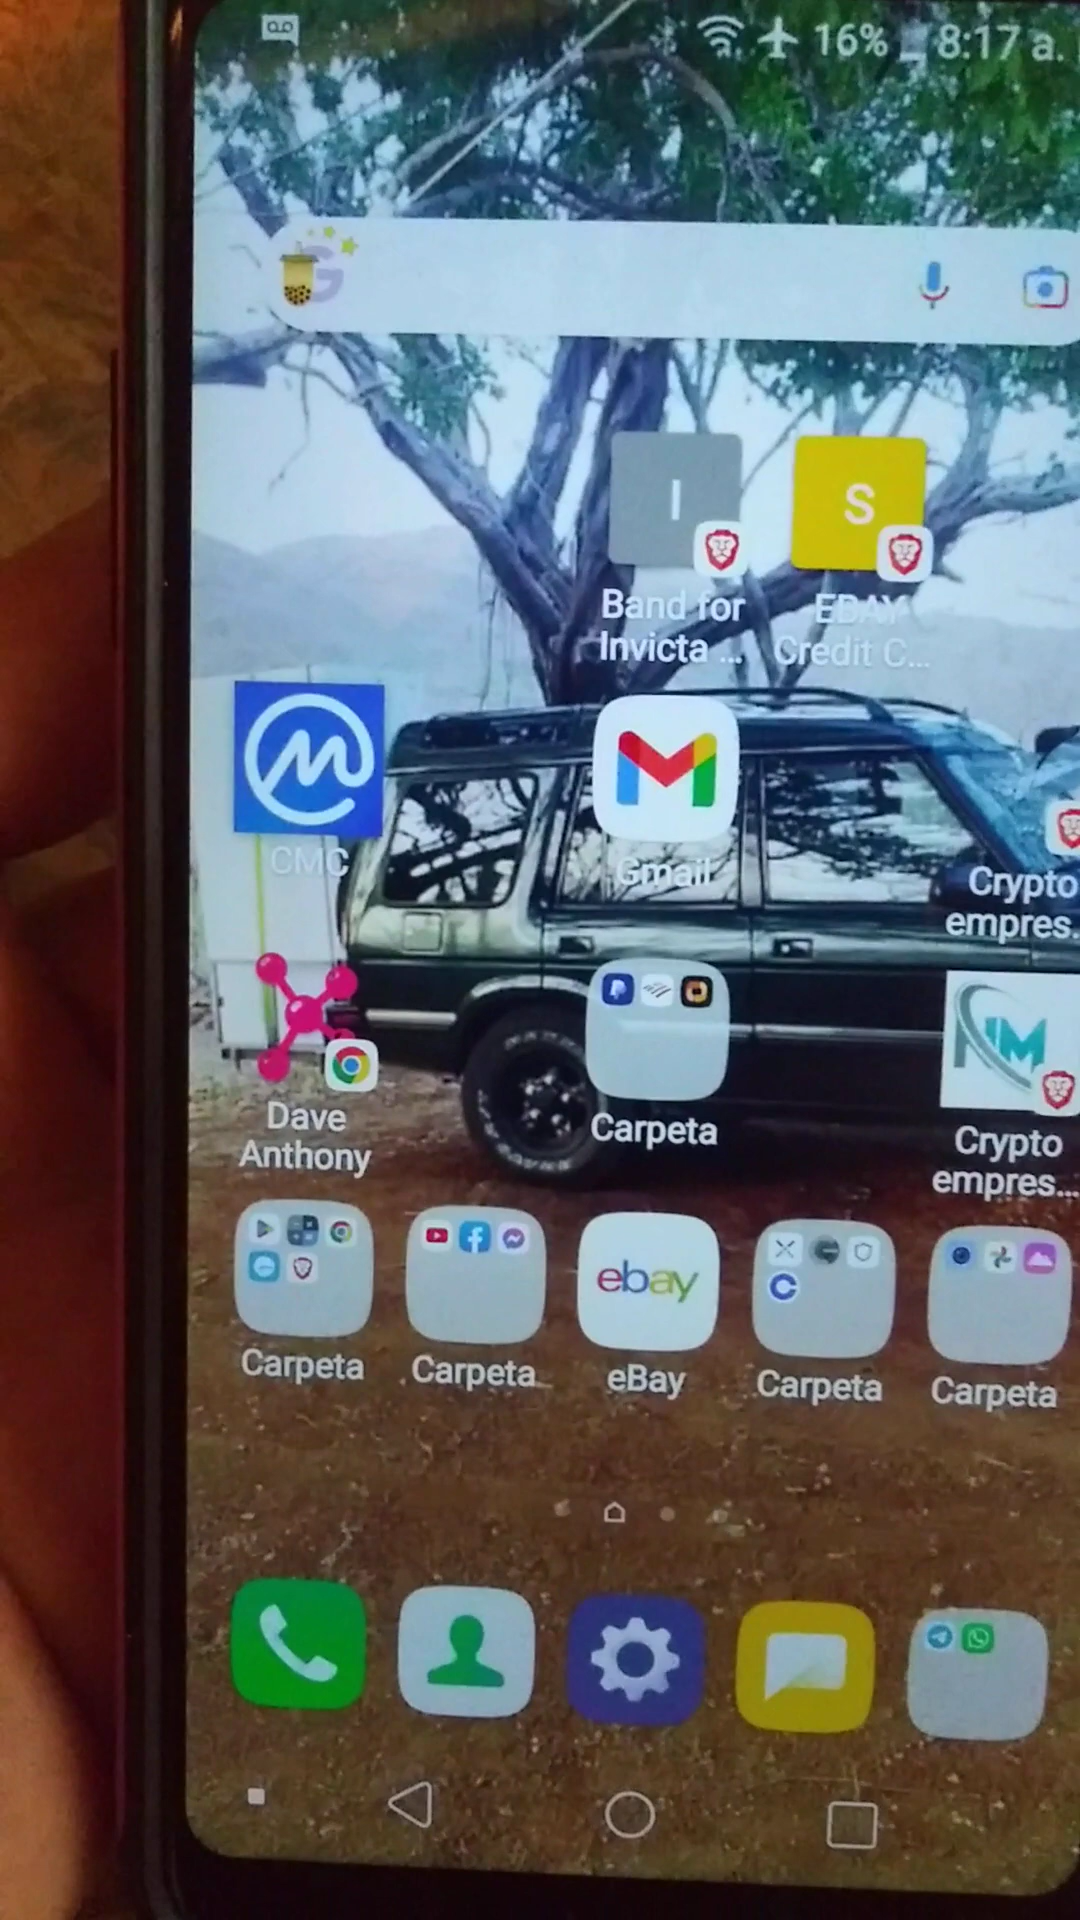 16% 8:17 a.
I
S
Band for
Invicta ...
EBAY
Credit C...
CMC
Gmail
Crypto
empres...
Dave
Anthony
Carpeta
NM
Crypto
empres...
Carpeta
Carpeta
ebay
eBay
Carpeta
Carpeta